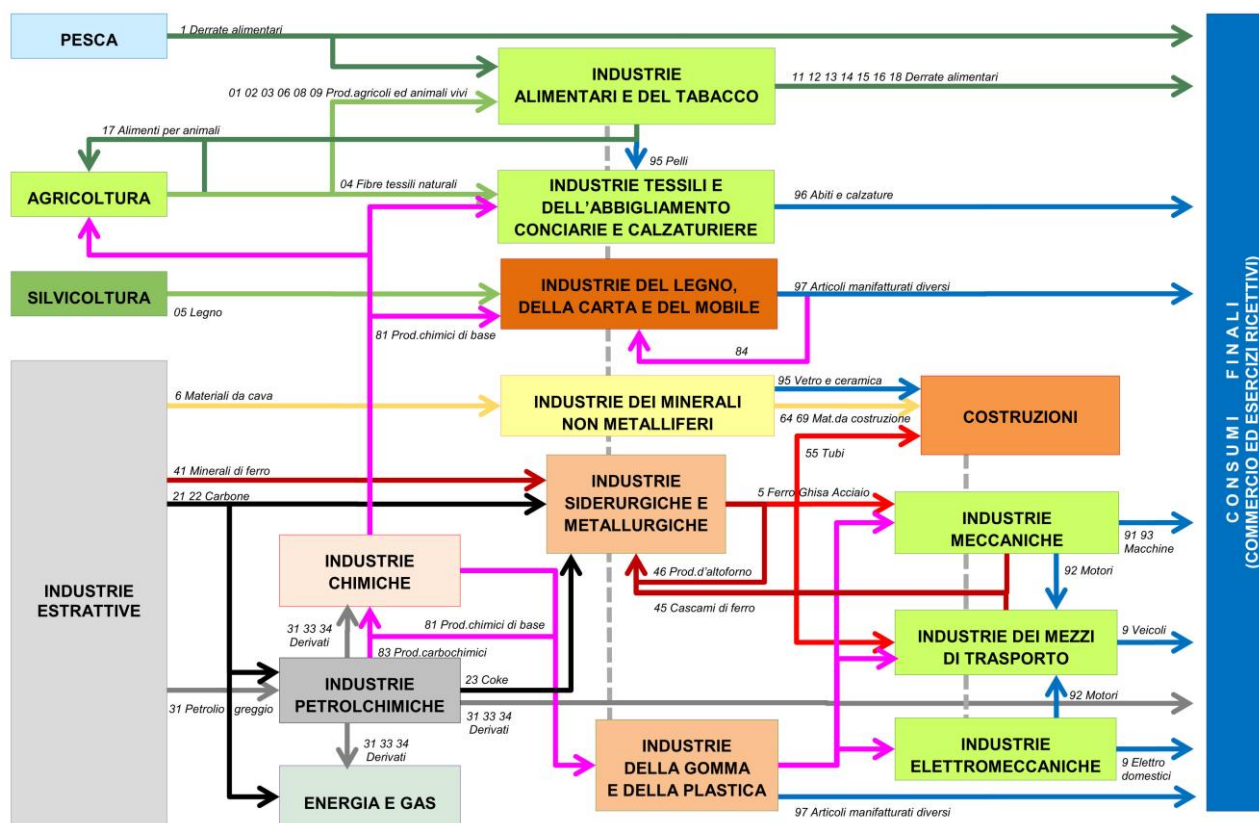 1 Derrate alimentari
PESCA
INDUSTRIE
ALIMENTARI E DEL TABACCO
11 12 13 14 15 16 18 Derrate alimentari
01 02 03 06 08 09 Prod.agricoli ed animali vivi
17 Alimenti per animali
95 Pelli
AGRICOLTURA
04 Fibre tessili naturali
INDUSTRIE TESSILI E
DELL'ABBIGLIAMENTO
CONCIARIE E CALZATURIERE
96 Abiti e calzature
SILVICOLTURA
05 Legno
INDUSTRIE DEL LEGNO,
DELLA CARTA E DEL MOBILE
97 Articoli manifatturati diversi
81 Prod.chimici di base
84
6 Materiali da cava
INDUSTRIE DEI MINERALI
NON METALLIFERI
95 Vetro e ceramica
64 69 Mat.da costruzione
COSTRUZIONI
55 Tubi
41 Minerali di ferro
21 22 Carbone
INDUSTRIE
SIDERURGICHE E
METALLURGICHE
5 Ferro Ghisa Acciaio
INDUSTRIE
MECCANICHE
91 93
Macchine
46 Prod.d'altoforno
92 Motori
45 Cascami di ferro
INDUSTRIE
ESTRATTIVE
INDUSTRIE
CHIMICHE
31 33 34
Derivati
81 Prod.chimici di base
83 Prod.carbochimici
INDUSTRIE DEI MEZZI
DI TRASPORTO
9 Veicoli
INDUSTRIE
PETROLCHIMICHE
23 Coke
92 Motori
31 Petrolio greggio
31 33 34
Derivati
31 33 34
Derivati
INDUSTRIE
DELLA GOMMA
E DELLA PLASTICA
INDUSTRIE
ELETTROMECCANICHE
9 Elettro
domestici
ENERGIA E GAS
97 Articoli manifatturati diversi
CONSUMI FINALI
(COMMERCIO ED ESERCIZI RICETTIVI)